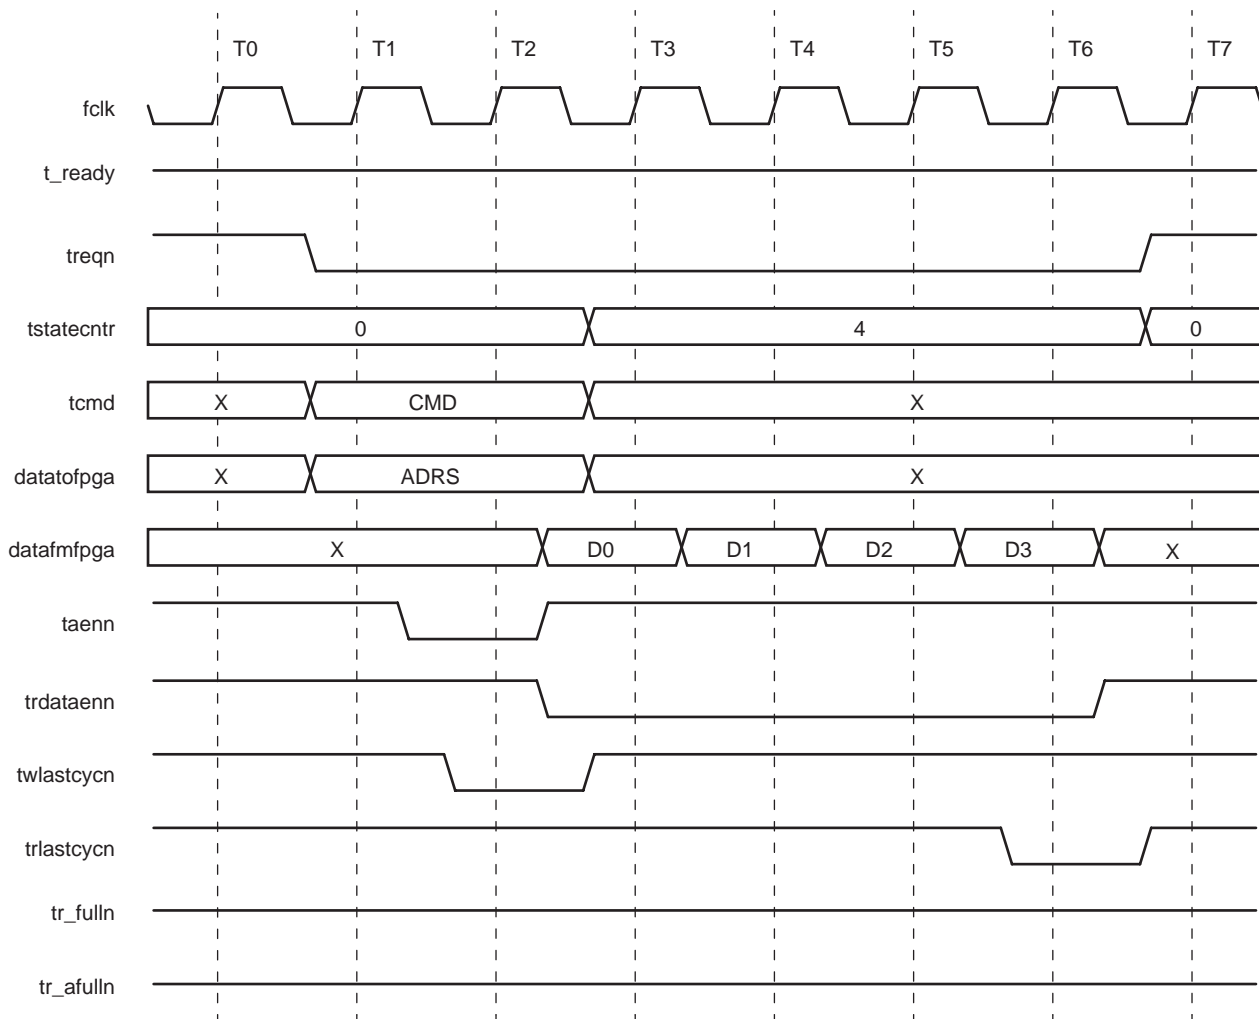 T0 T1 T2 T3 T4 T5 T6 T7
fclk
t_ready
treqn
tstatecntr 0 4 0
tcmd X CMD X
datatofpga X ADRS X
datafmfpga X D0 D1 D2 D3 X
taenn
trdataenn
twlastcycn
trlastcycn
tr_fulln
tr_afulln